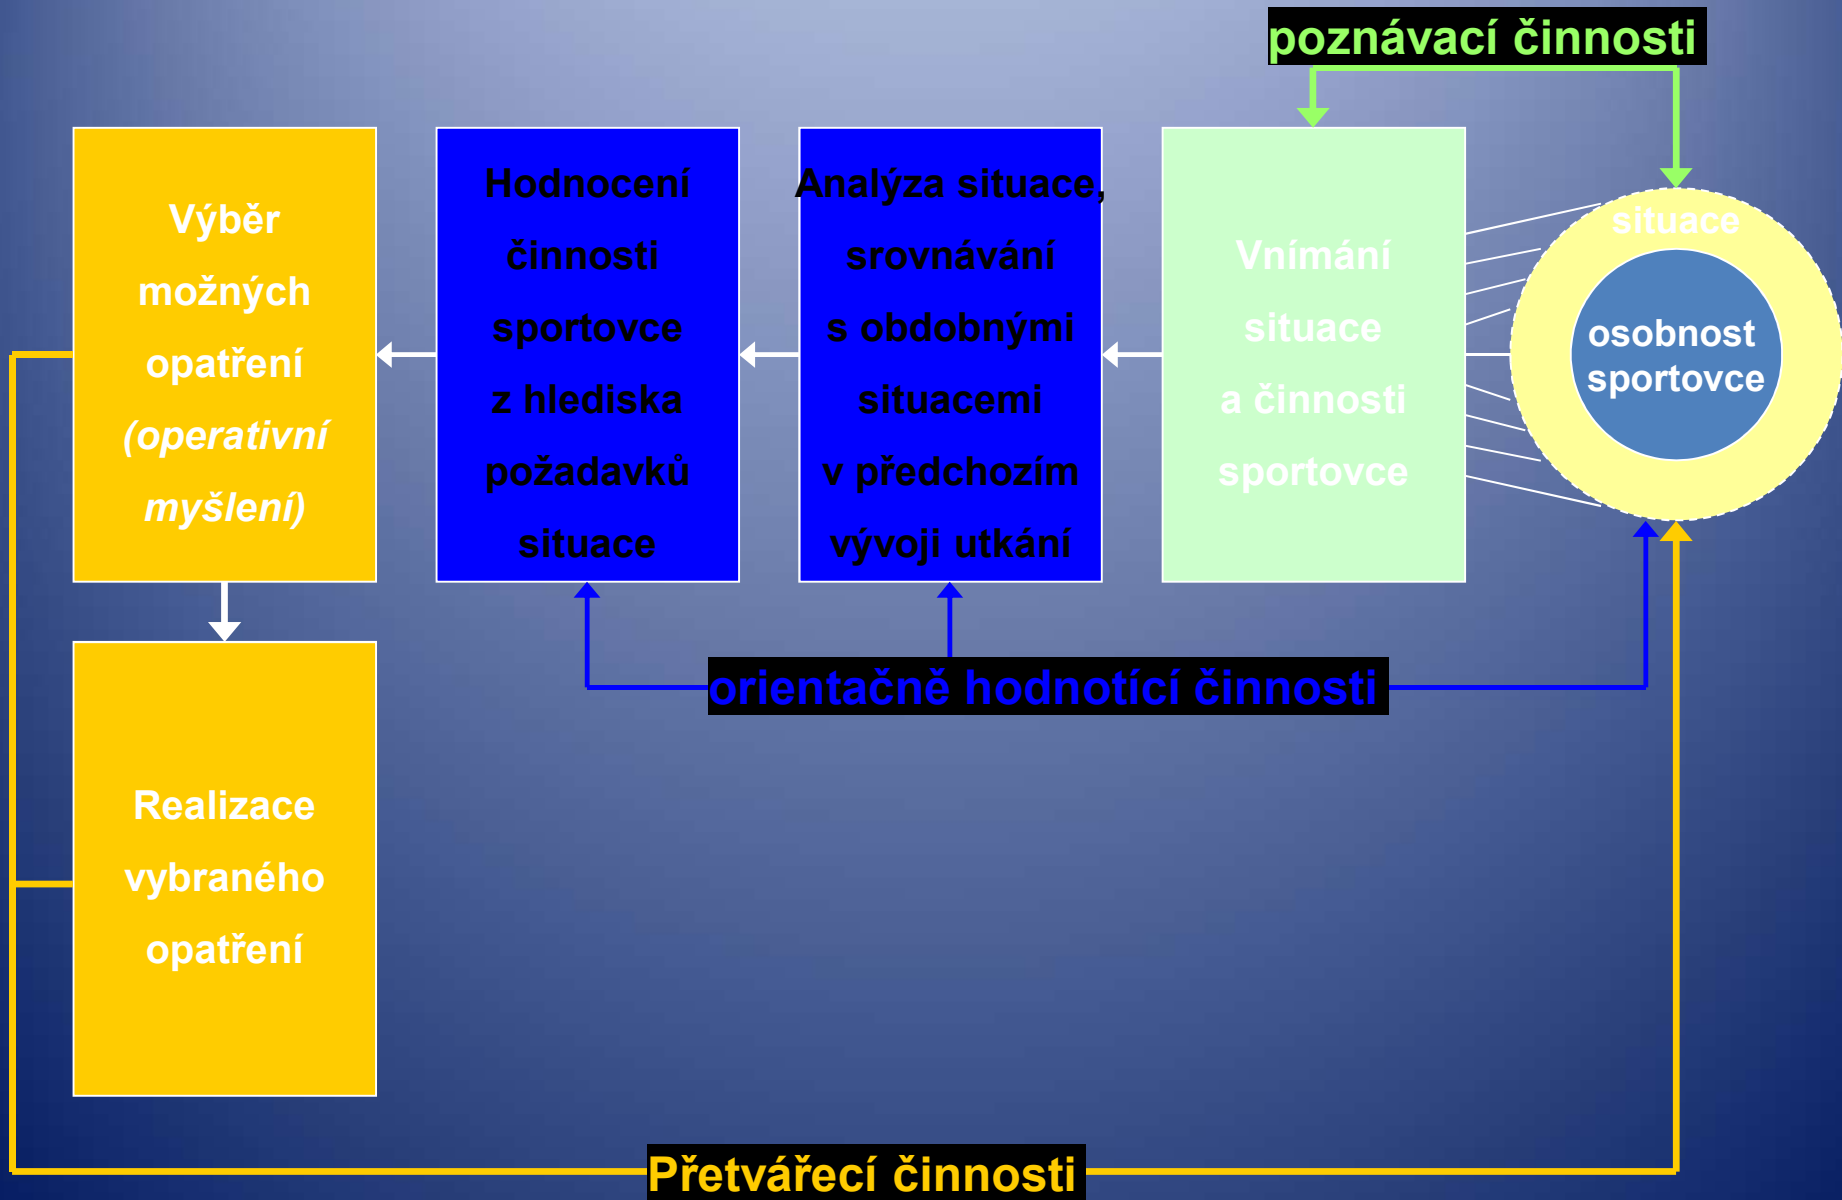 poznávací činnosti
Výběr
možných
opatření
(operativní
myšlení)
Hodnocení
činnosti
sportovce
z hlediska
požadavků
situace
Analýza situace,
srovnávání
s obdobnými
situacemi
v předchozím
vývoji utkání
Vnímání
situace
a činnosti
sportovce
situace
osobnost
sportovce
orientačně hodnotící činnosti
Realizace
vybraného
opatření
Přetvářecí činnosti